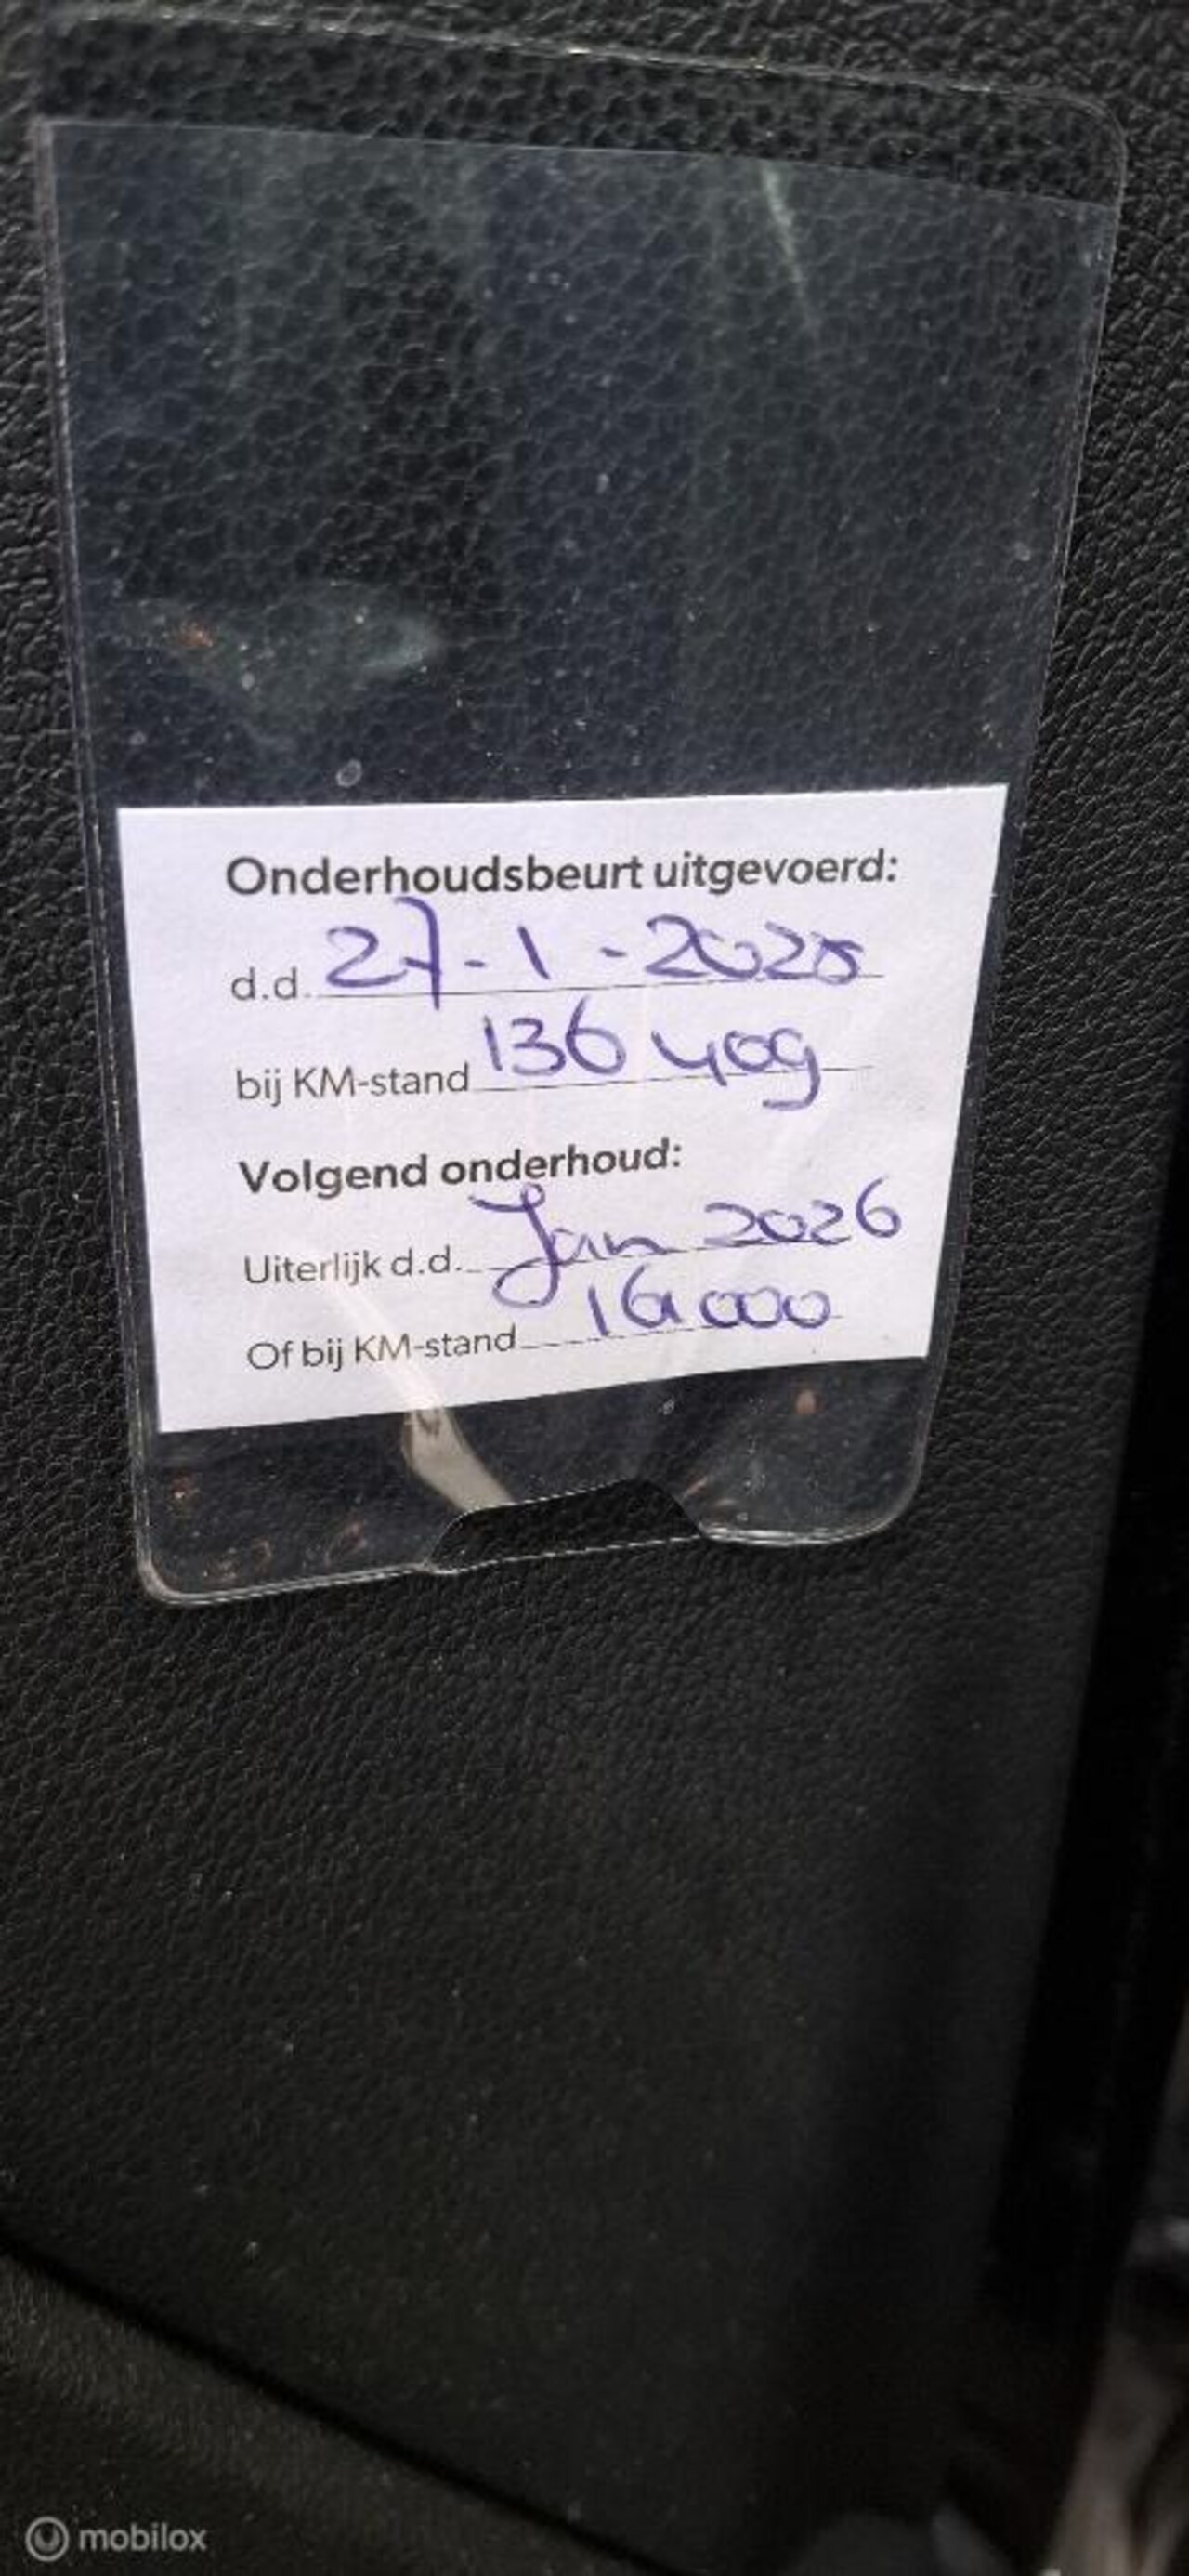 Onderhoudsbeurt uitgevoerd:
d.d. 27-1-2025
bij KM-stand 136 409
Volgend onderhoud:
Uiterlijk d.d. Jan 2026
Of bij KM-stand
mobilox